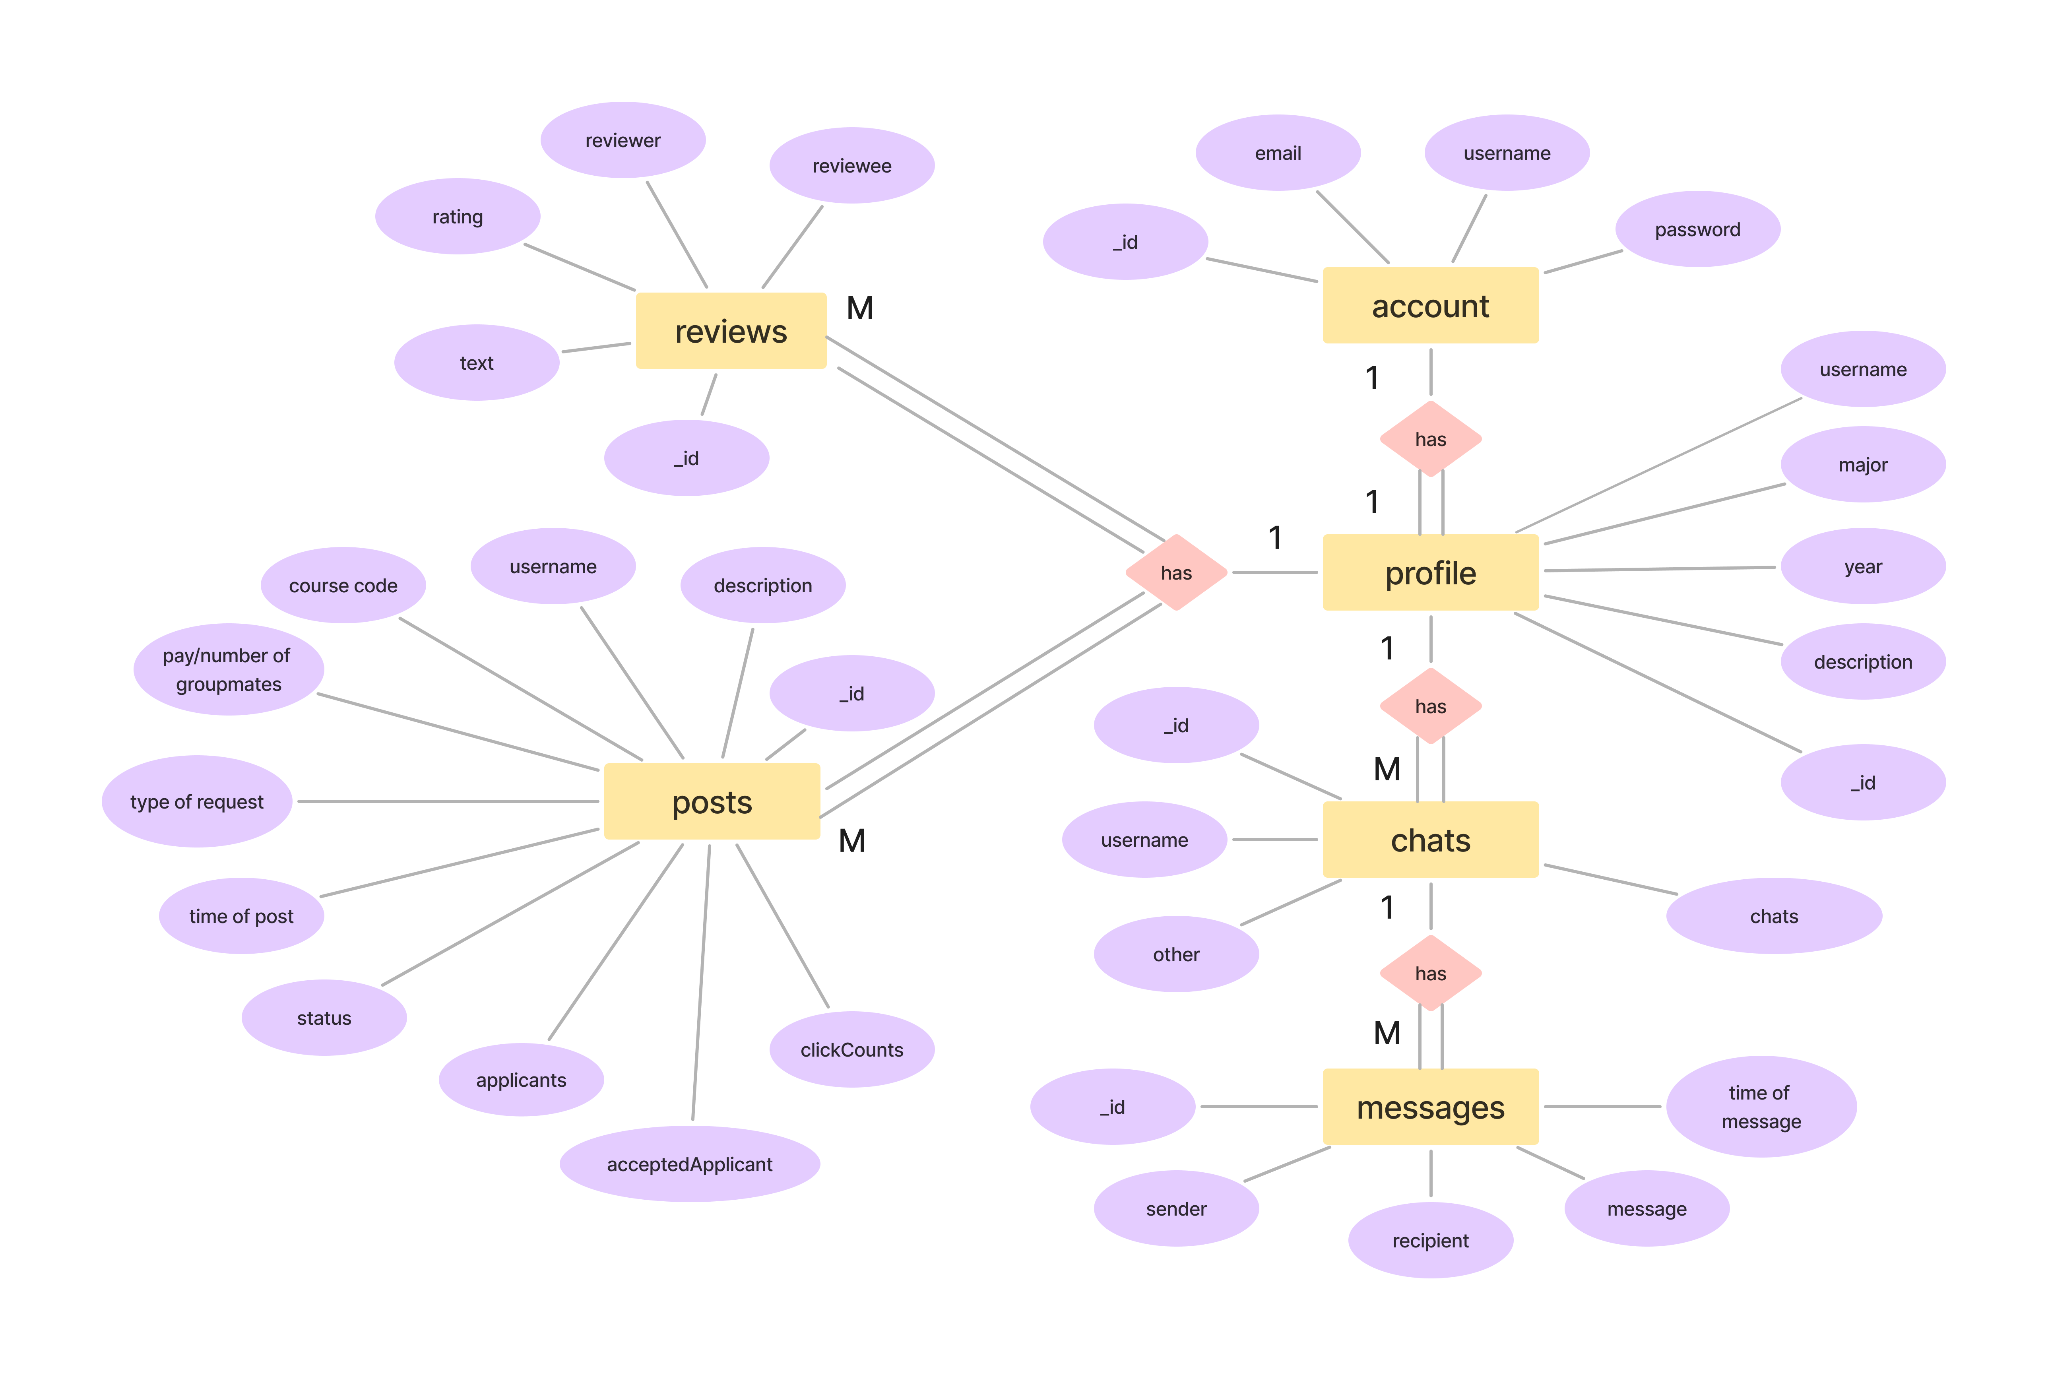 reviewer
reviewee
rating
reviews
M
text
_id
email
username
_id
password
account
1
has
1
username
major
year
description
_id
profile
1
has
course code
username
description
pay/number of
groupmates
_id
type of request
posts
M
time of post
status
applicants
acceptedApplicant
clickCounts
1
has
M
_id
username
other
chats
chats
1
has
M
_id
messages
time of
message
sender
recipient
message